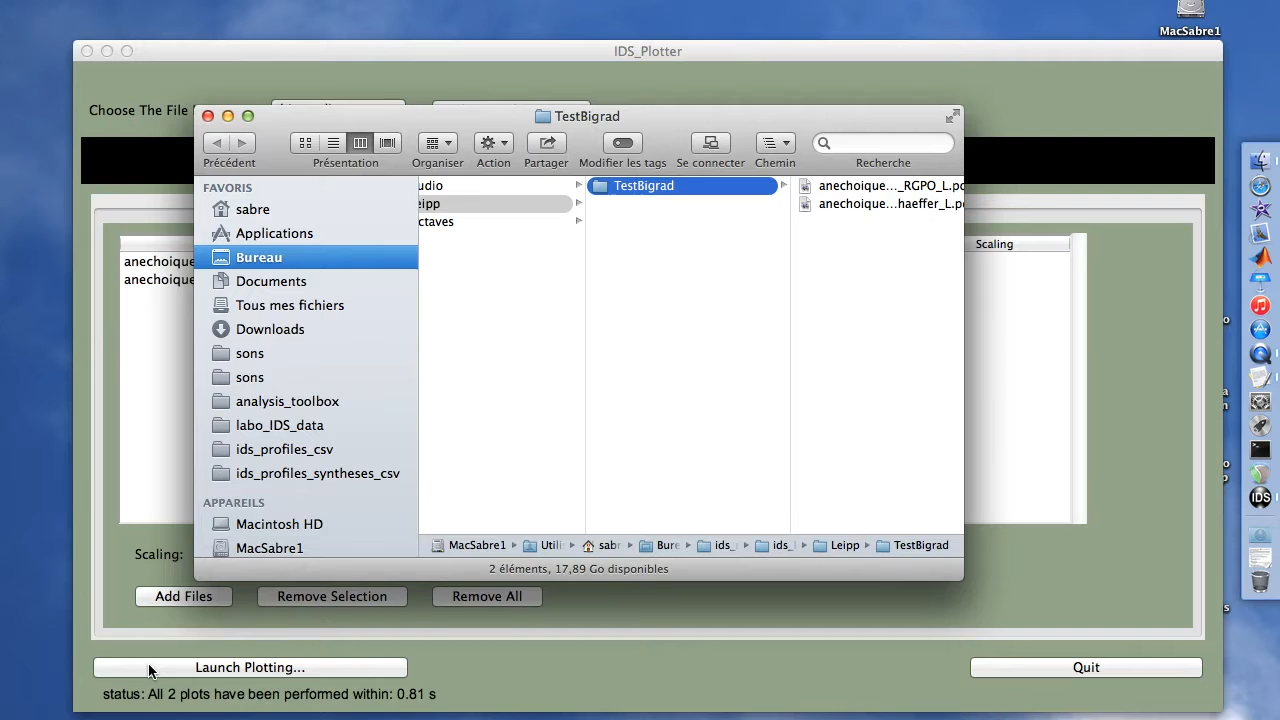 MacSabre1
IDS_Plotter
Choose The File
TestBigrad
Précédent
Présentation
Organiser
Action
Partager
Modifier les tags
Se connecter
Chemin
Recherche
FAVORIS
sabre
Applications
Bureau
Documents
Tous mes fichiers
Downloads
sons
sons
analysis_toolbox
labo_IDS_data
ids_profiles_csv
ids_profiles_syntheses_csv
APPAREILS
Macintosh HD
MacSabre1
udio
eipp
ctaves
TestBigrad
anechoique..._RGPO_L.pd
anechoique...haeffer_L.p
Scaling
anechoique
anechoique
MacSabre1
Utili
sabr
Bure
ids_
ids_
Leipp
TestBigrad
2 éléments, 17,89 Go disponibles
Scaling:
Add Files
Remove Selection
Remove All
Launch Plotting...
Quit
status: All 2 plots have been performed within: 0.81 s
IDS